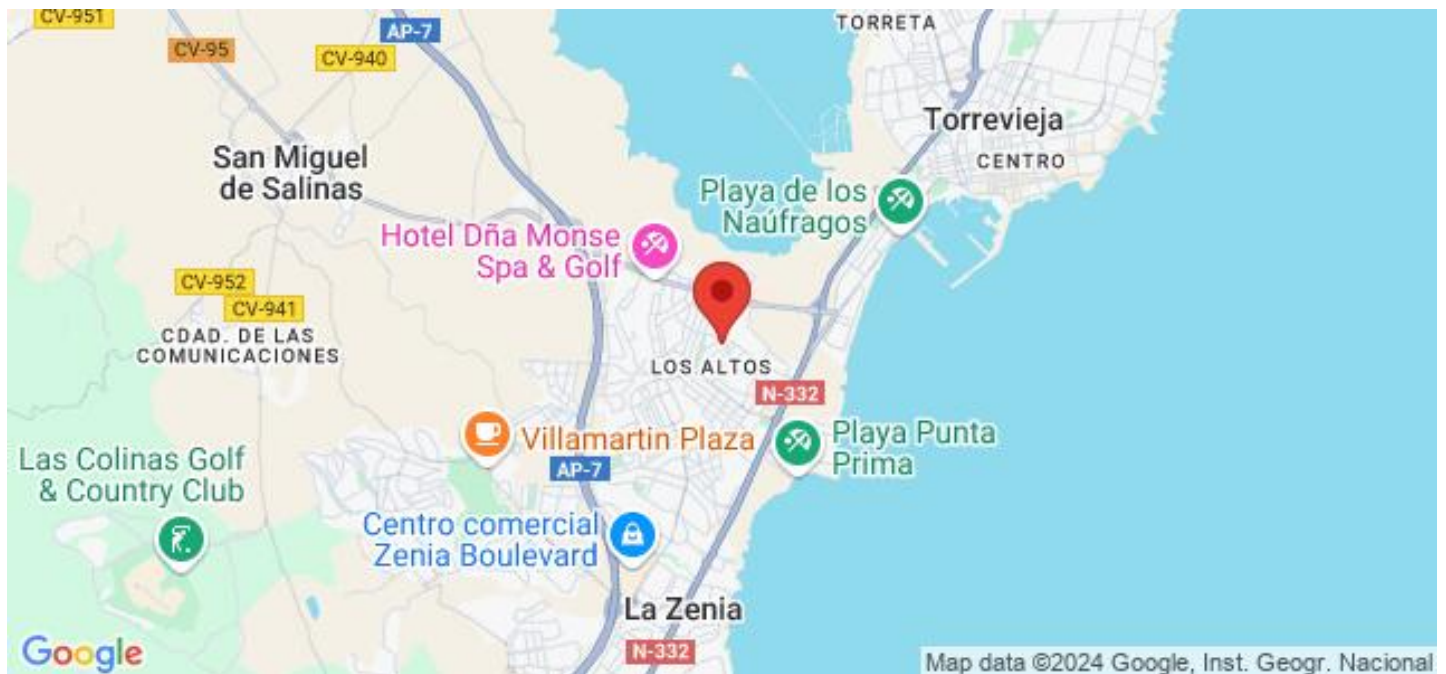 CV-951
CV-95
AP-7
CV-940
TORRETA
Torrevieja
CENTRO
San Miguel
de Salinas
Playa de los
Naúfragos
Hotel Dña Monse
Spa & Golf
CV-952
CV-941
CDAD. DE LAS
COMUNICACIONES
LOS ALTOS
N-332
Villamartin Plaza
Playa Punta
Prima
AP-7
Las Colinas Golf
& Country Club
Centro comercial
Zenia Boulevard
La Zenia
N-332
Google
Map data ©2024 Google, Inst. Geogr. Nacional